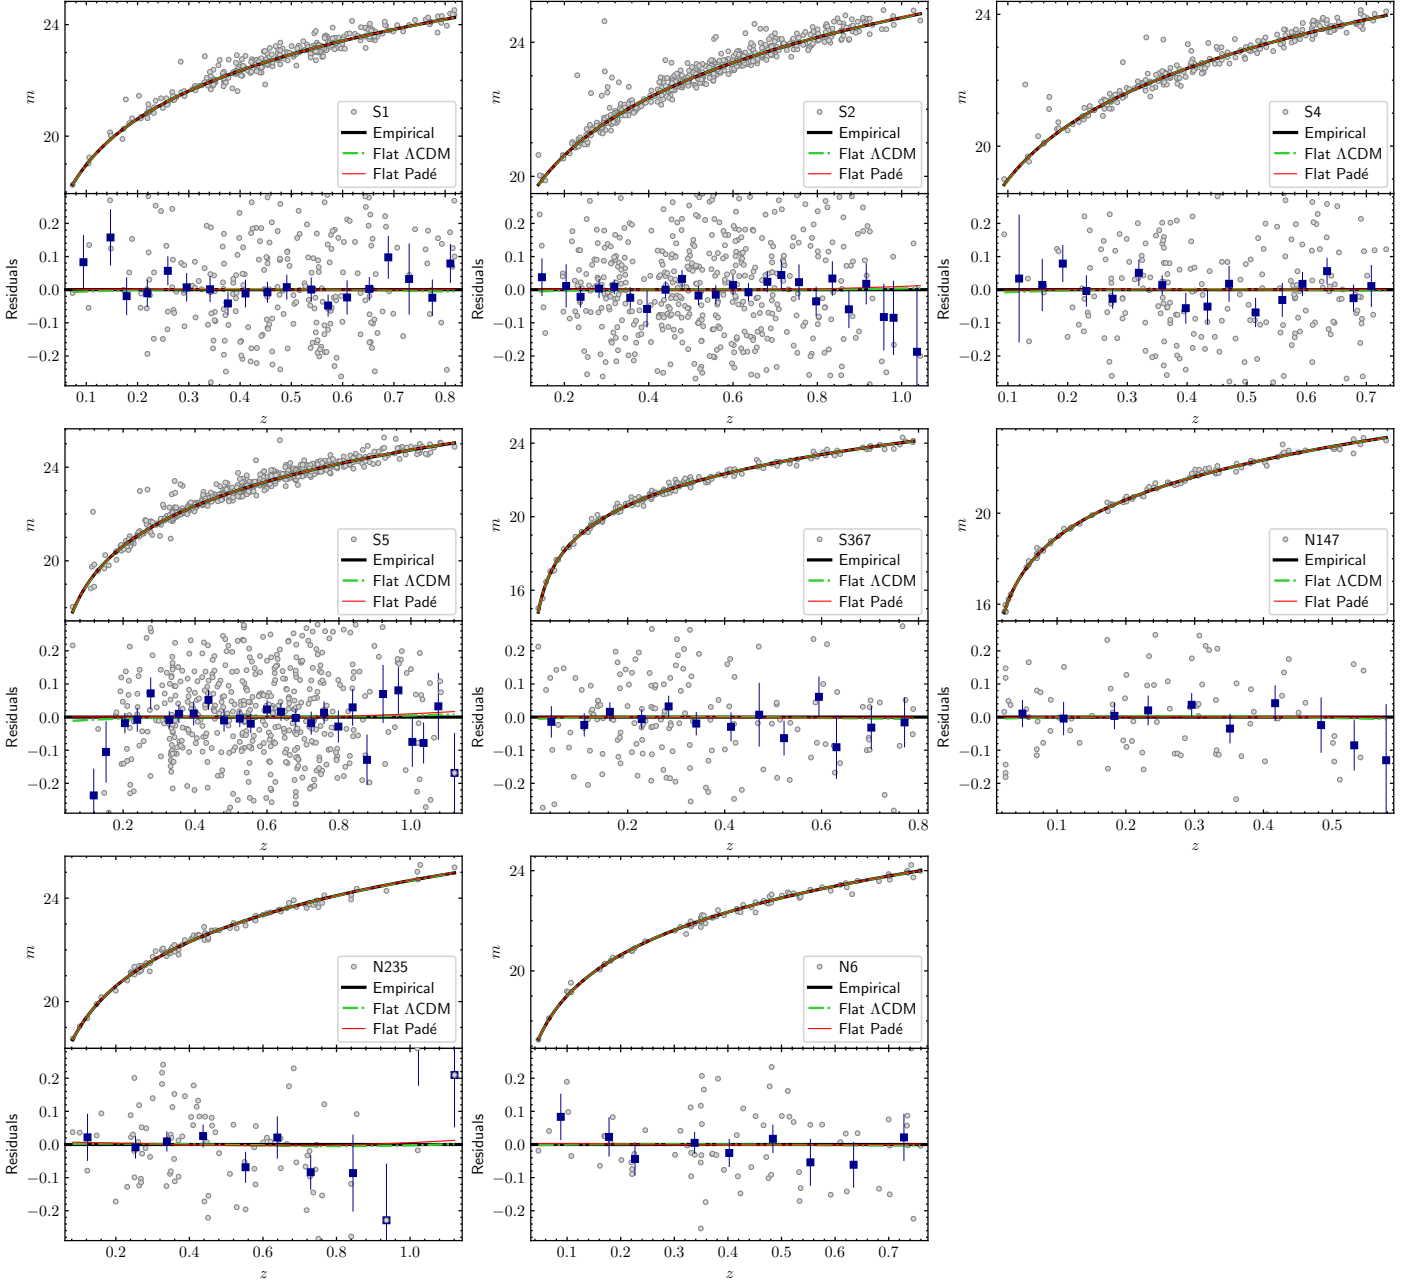 24
22
20
m
S1
Empirical
Flat ΛCDM
Flat Padé
0.2
0.1
0.0
−0.1
−0.2
Residuals
0.1 0.2 0.3 0.4 0.5 0.6 0.7 0.8
z
24
22
20
m
S2
Empirical
Flat ΛCDM
Flat Padé
0.2
0.1
0.0
−0.1
−0.2
Residuals
0.2 0.4 0.6 0.8 1.0
z
24
22
20
m
S4
Empirical
Flat ΛCDM
Flat Padé
0.2
0.1
0.0
−0.1
−0.2
Residuals
0.1 0.2 0.3 0.4 0.5 0.6 0.7
z
24
22
20
m
S5
Empirical
Flat ΛCDM
Flat Padé
0.2
0.1
0.0
−0.1
−0.2
Residuals
0.2 0.4 0.6 0.8 1.0
z
24
22
20
16
m
S367
Empirical
Flat ΛCDM
Flat Padé
0.2
0.1
0.0
−0.1
−0.2
Residuals
0.2 0.4 0.6 0.8
z
24
20
16
m
N147
Empirical
Flat ΛCDM
Flat Padé
0.2
0.1
0.0
−0.1
−0.2
Residuals
0.1 0.2 0.3 0.4 0.5
z
24
22
20
m
N235
Empirical
Flat ΛCDM
Flat Padé
0.2
0.1
0.0
−0.1
−0.2
Residuals
0.2 0.4 0.6 0.8 1.0
z
24
22
20
m
N6
Empirical
Flat ΛCDM
Flat Padé
0.2
0.1
0.0
−0.1
−0.2
Residuals
0.1 0.2 0.3 0.4 0.5 0.6 0.7
z